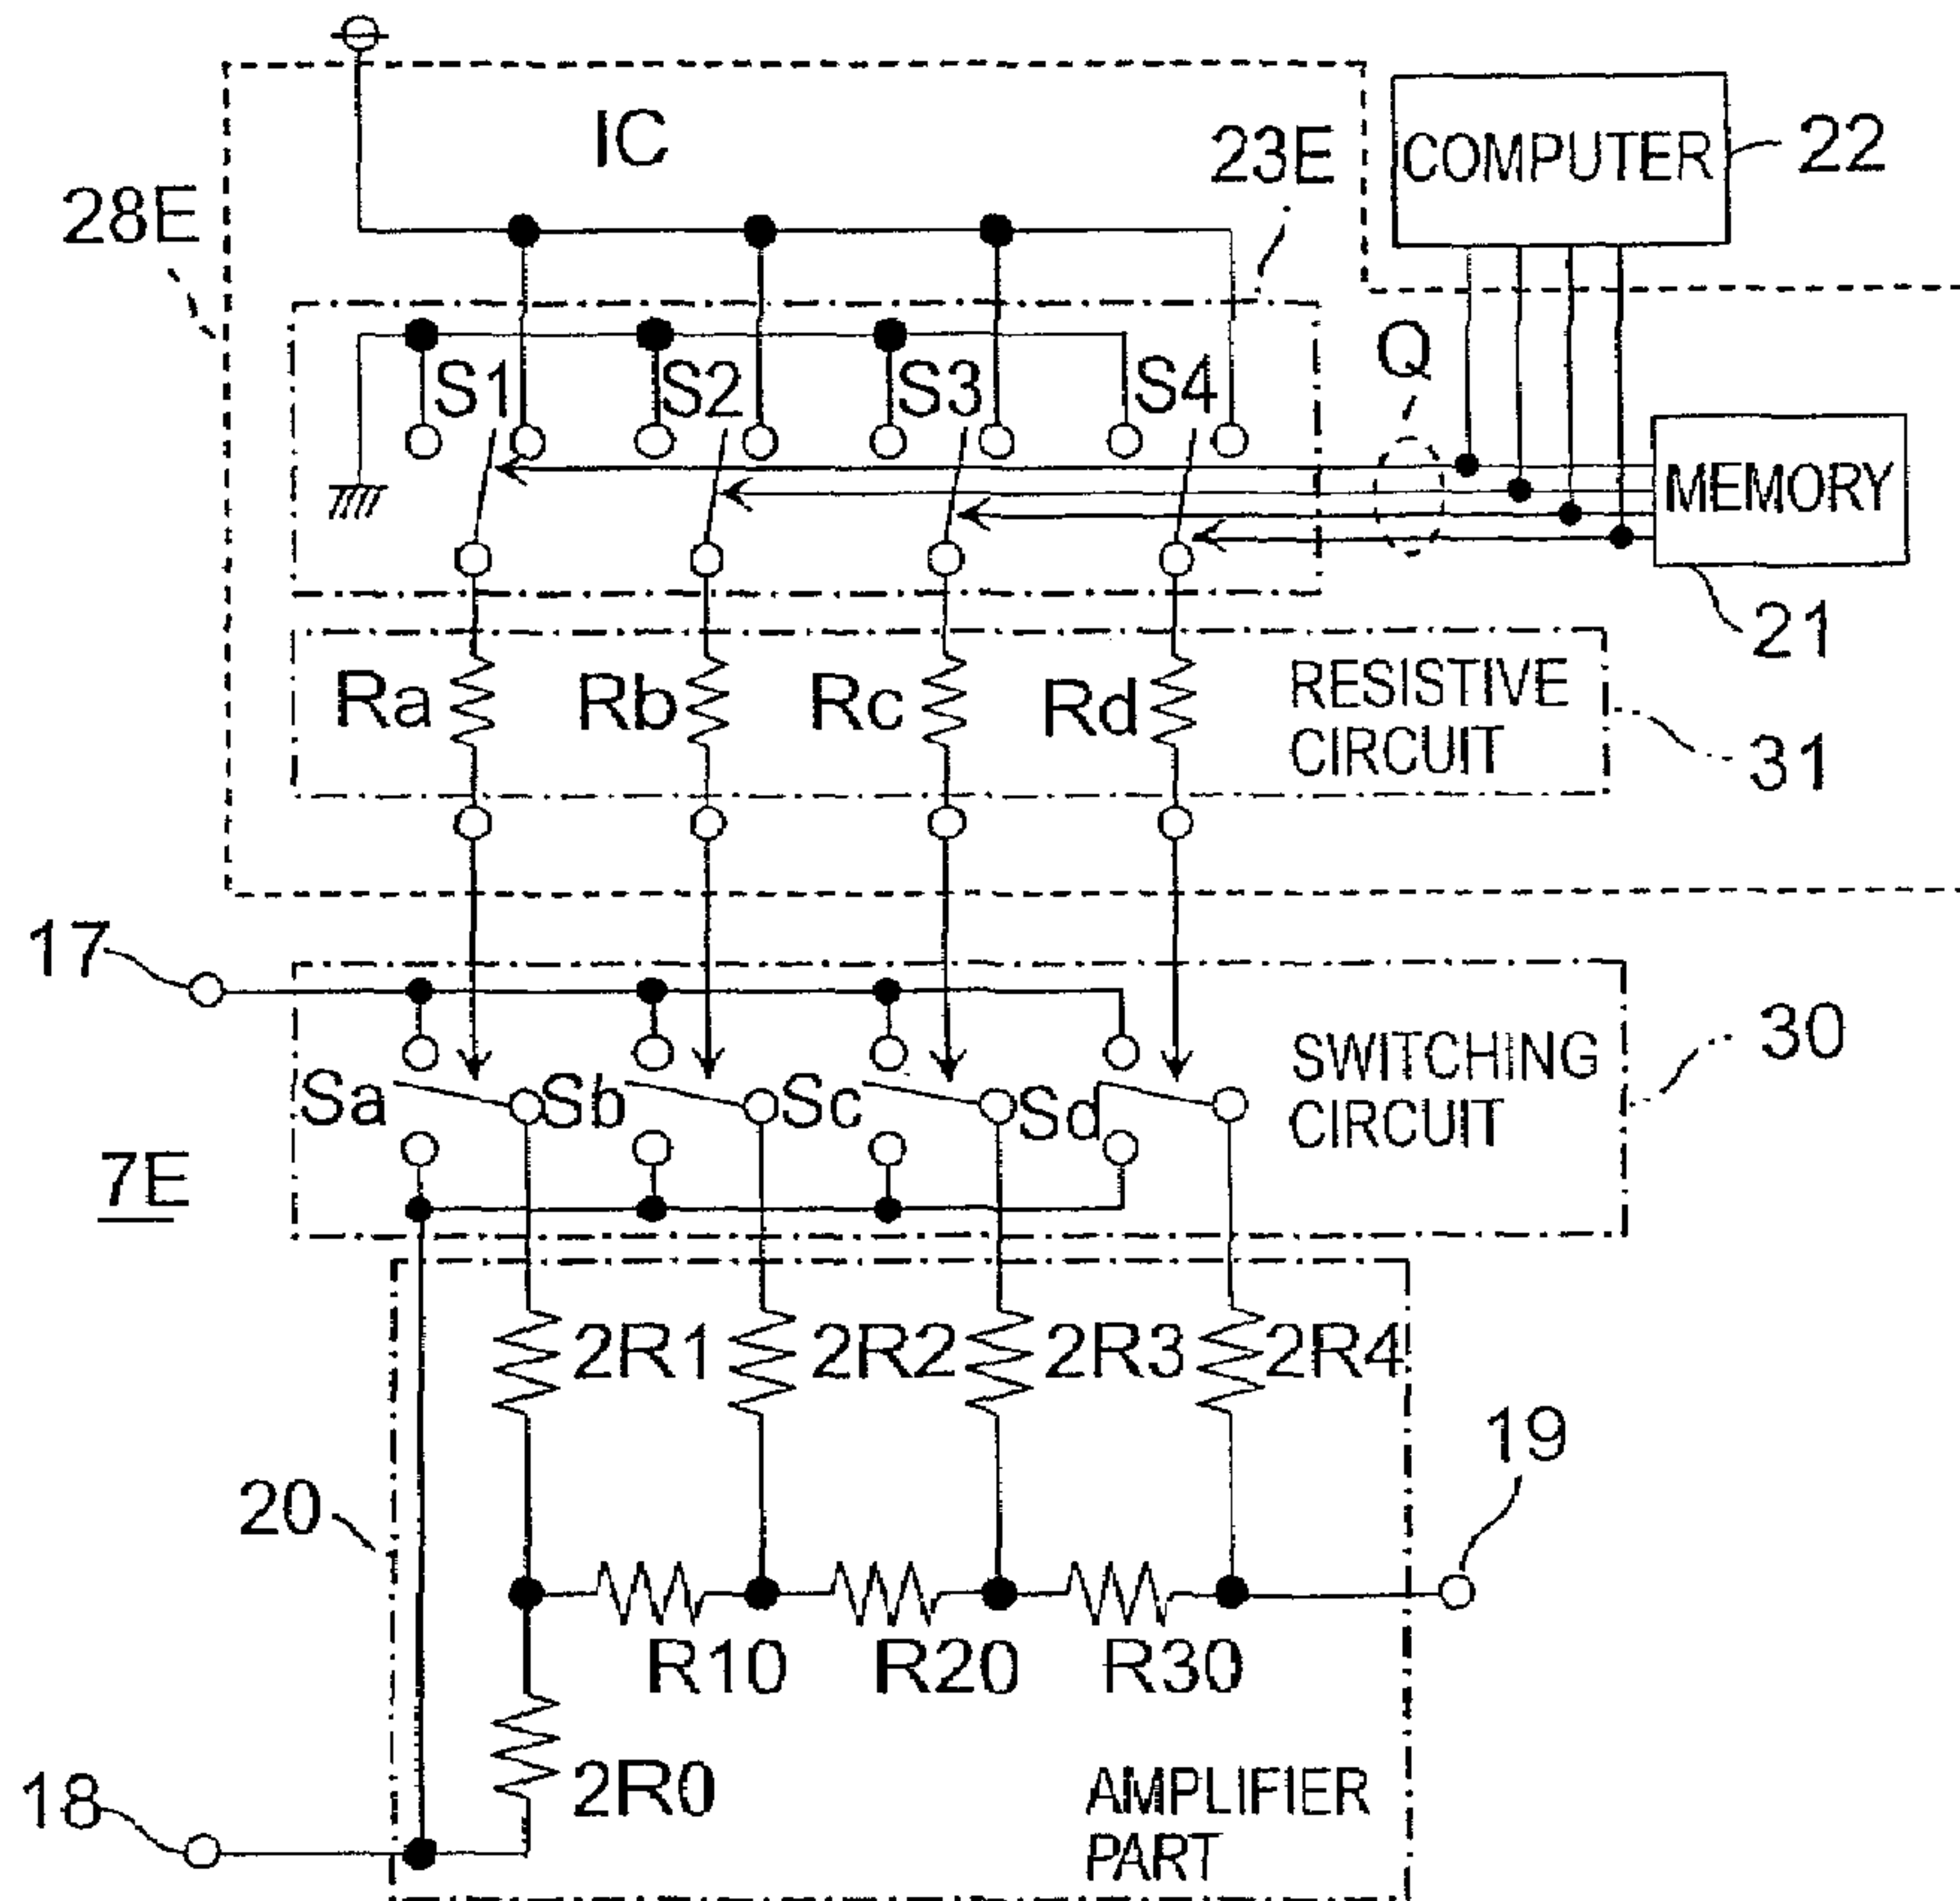 IC
COMPUTER
22
23E
28E
Q
S1
S2
S3
S4
MEMORY
21
Ra
Rb
Rc
Rd
RESISTIVE
CIRCUIT
31
17
Sa
Sb
Sc
Sd
SWITCHING
CIRCUIT
30
7E
2R1
2R2
2R3
2R4
19
20
R10
R20
R30
2R0
18
AMPLIFIER
PART